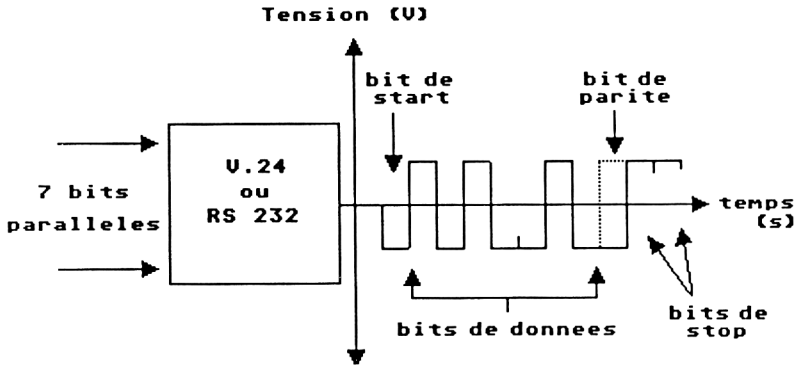 Tension (V)
bit de
start
bit de
parite
V.24
ou
RS 232
7 bits
paralleles
temps
(s)
bits de donnees
bits de
stop